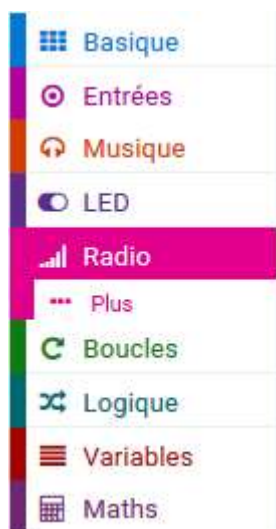 Basique
Entrées
Musique
LED
Radio
Plus
Boucles
Logique
Variables
Maths